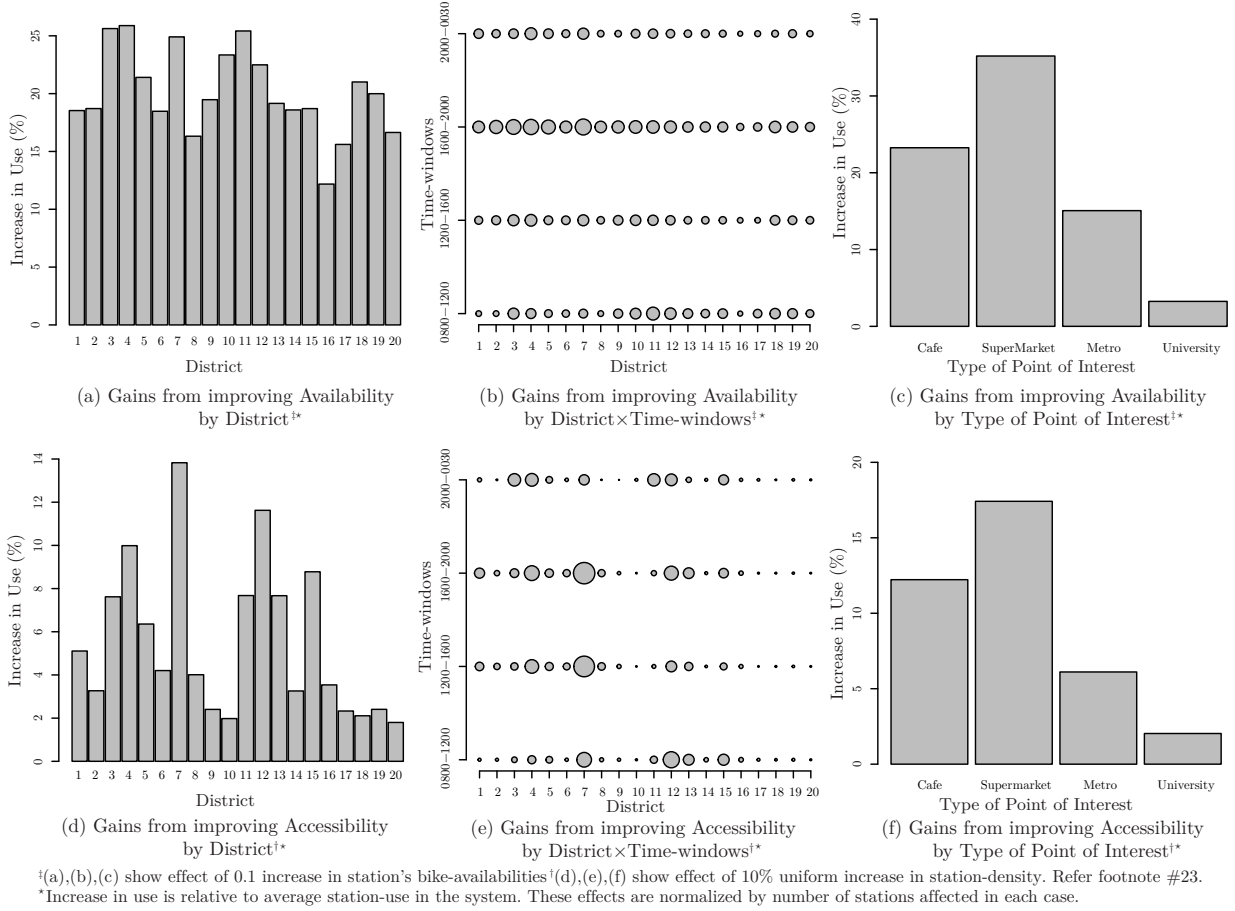 Increase in Use (%)
0 5 10 15 20 25
1 2 3 4 5 6 7 8 9 10 11 12 13 14 15 16 17 18 19 20
District
(a) Gains from improving Availability
by District‡⋆
Time-windows
0800−1200 1200−1600 1600−2000 2000−0030
1 2 3 4 5 6 7 8 9 10 11 12 13 14 15 16 17 18 19 20
District
(b) Gains from improving Availability
by District×Time-windows‡⋆
Increase in Use (%)
0 10 20 30 40
Cafe SuperMarket Metro University
Type of Point of Interest
(c) Gains from improving Availability
by Type of Point of Interest‡⋆
Increase in Use (%)
0 2 4 6 8 10 12 14
1 2 3 4 5 6 7 8 9 10 11 12 13 14 15 16 17 18 19 20
District
(d) Gains from improving Accessibility
by District†⋆
Time-windows
0800−1200 1200−1600 1600−2000 2000−0030
1 2 3 4 5 6 7 8 9 10 11 12 13 14 15 16 17 18 19 20
District
(e) Gains from improving Accessibility
by District×Time-windows†⋆
Increase in Use (%)
0 5 10 15 20
Cafe Supermarket Metro University
Type of Point of Interest
(f) Gains from improving Accessibility
by Type of Point of Interest†⋆
‡(a),(b),(c) show effect of 0.1 increase in station's bike-availabilities †(d),(e),(f) show effect of 10% uniform increase in station-density. Refer footnote #23.
⋆Increase in use is relative to average station-use in the system. These effects are normalized by number of stations affected in each case.